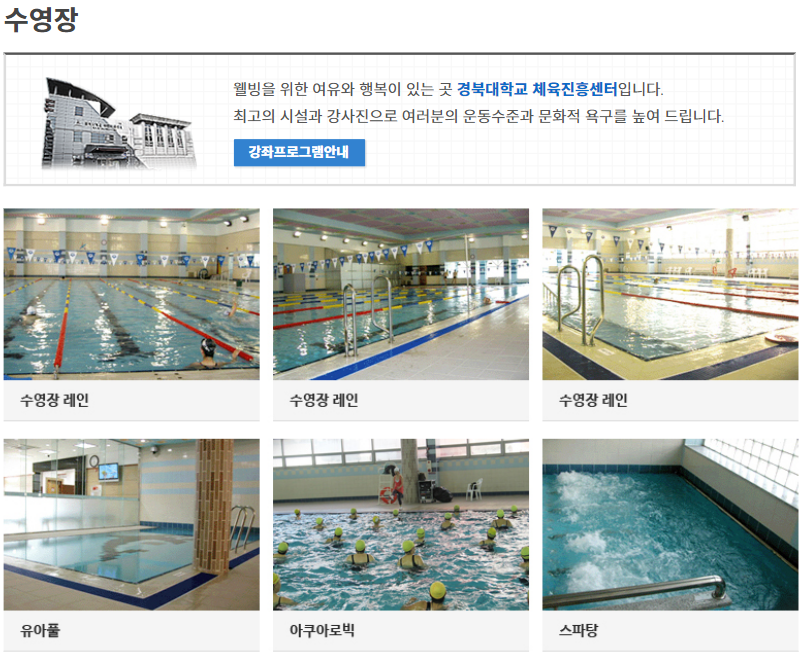 수영장
웰빙을 위한 여유와 행복이 있는 곳 경북대학교 체육진흥센터입니다.
최고의 시설과 강사진으로 여러분의 운동수준과 문화적 욕구를 높여 드립니다.
강좌프로그램안내
수영장 레인
수영장 레인
수영장 레인
유아풀
아쿠아로빅
스파탕